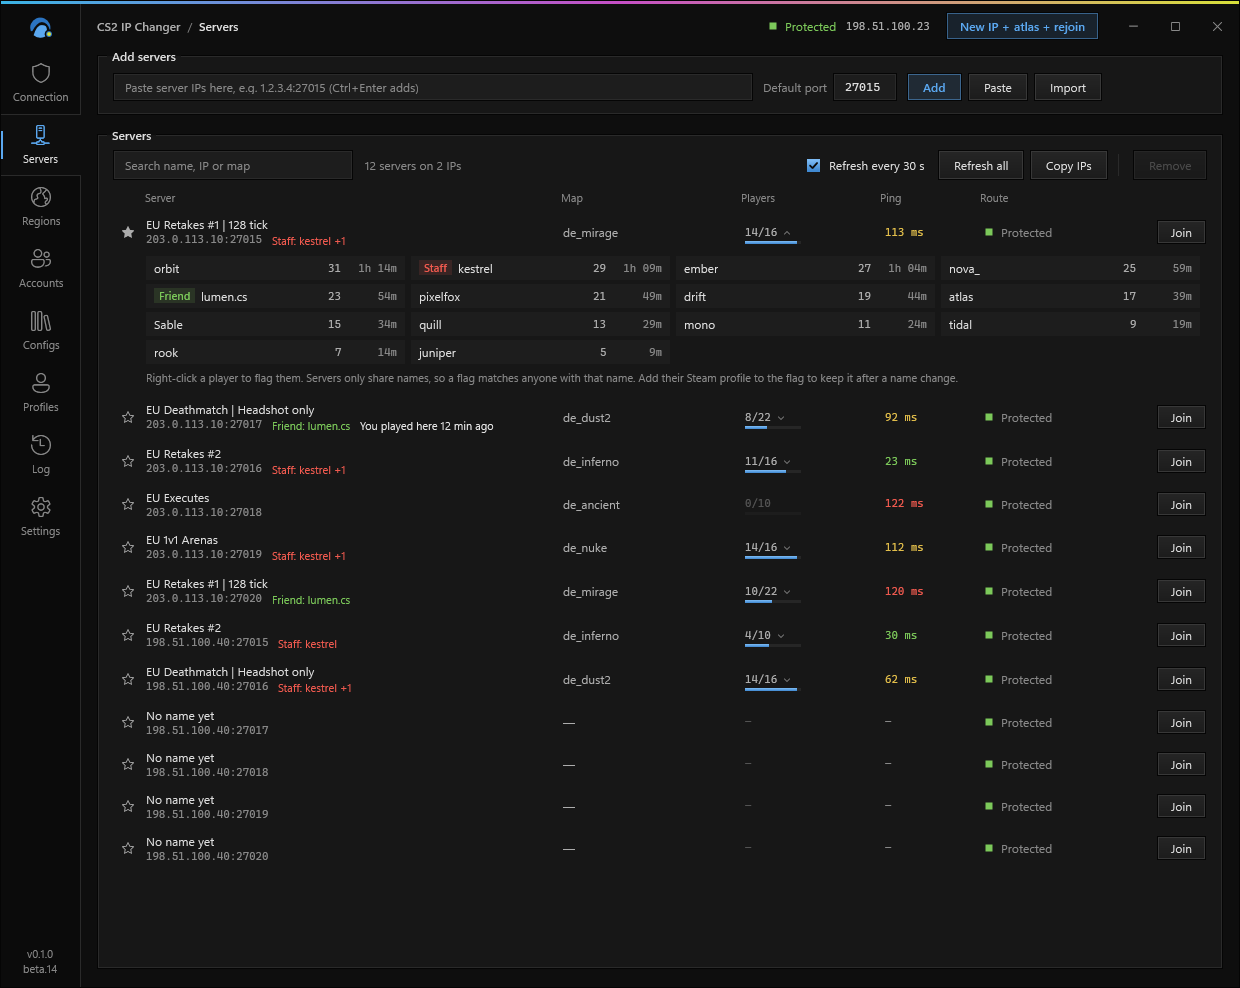 CS2 IP Changer / Servers
Protected 198.51.100.23 New IP + atlas + rejoin
Connection
Servers
Regions
Accounts
Configs
Profiles
Log
Settings
v0.1.0
beta.14
Add servers
Paste server IPs here, e.g. 1.2.3.4:27015 (Ctrl+Enter adds) Default port 27015 Add Paste Import
Servers
Search name, IP or map 12 servers on 2 IPs Refresh every 30 s Refresh all Copy IPs Remove
Server Map Players Ping Route
EU Retakes #1 | 128 tick
203.0.113.10:27015 Staff: kestrel +1 de_mirage 14/16 113 ms Protected Join
orbit 31 1h 14m Staff kestrel 29 1h 09m ember 27 1h 04m nova_ 25 59m
Friend lumen.cs 23 54m pixelfox 21 49m drift 19 44m atlas 17 39m
Sable 15 34m quill 13 29m mono 11 24m tidal 9 19m
rook 7 14m juniper 5 9m
Right-click a player to flag them. Servers only share names, so a flag matches anyone with that name. Add their Steam profile to the flag to keep it after a name change.
EU Deathmatch | Headshot only
203.0.113.10:27017 Friend: lumen.cs You played here 12 min ago de_dust2 8/22 92 ms Protected Join
EU Retakes #2
203.0.113.10:27016 Staff: kestrel +1 de_inferno 11/16 23 ms Protected Join
EU Executes
203.0.113.10:27018 de_ancient 0/10 122 ms Protected Join
EU 1v1 Arenas
203.0.113.10:27019 Staff: kestrel +1 de_nuke 14/16 112 ms Protected Join
EU Retakes #1 | 128 tick
203.0.113.10:27020 Friend: lumen.cs de_mirage 10/22 120 ms Protected Join
EU Retakes #2
198.51.100.40:27015 Staff: kestrel de_inferno 4/10 30 ms Protected Join
EU Deathmatch | Headshot only
198.51.100.40:27016 Staff: kestrel +1 de_dust2 14/16 62 ms Protected Join
No name yet
198.51.100.40:27017 — – – Protected Join
No name yet
198.51.100.40:27018 — – – Protected Join
No name yet
198.51.100.40:27019 — – – Protected Join
No name yet
198.51.100.40:27020 — – – Protected Join